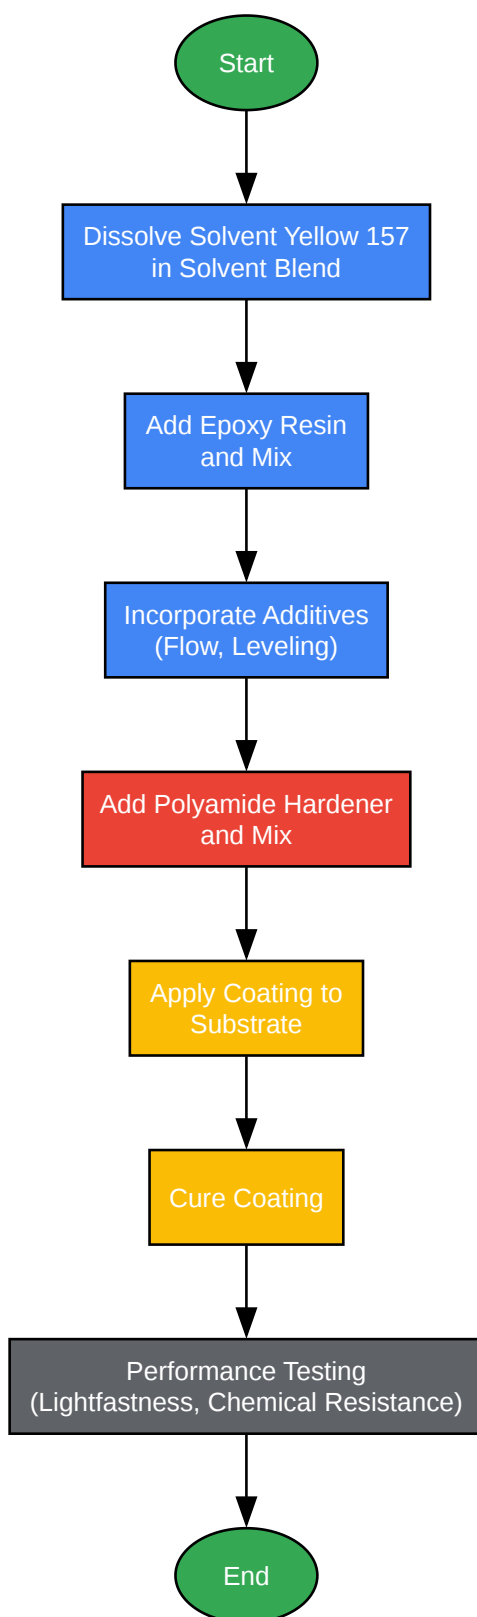 Start
Dissolve Solvent Yellow 157
in Solvent Blend
Add Epoxy Resin
and Mix
Incorporate Additives
(Flow, Leveling)
Add Polyamide Hardener
and Mix
Apply Coating to
Substrate
Cure Coating
Performance Testing
(Lightfastness, Chemical Resistance)
End